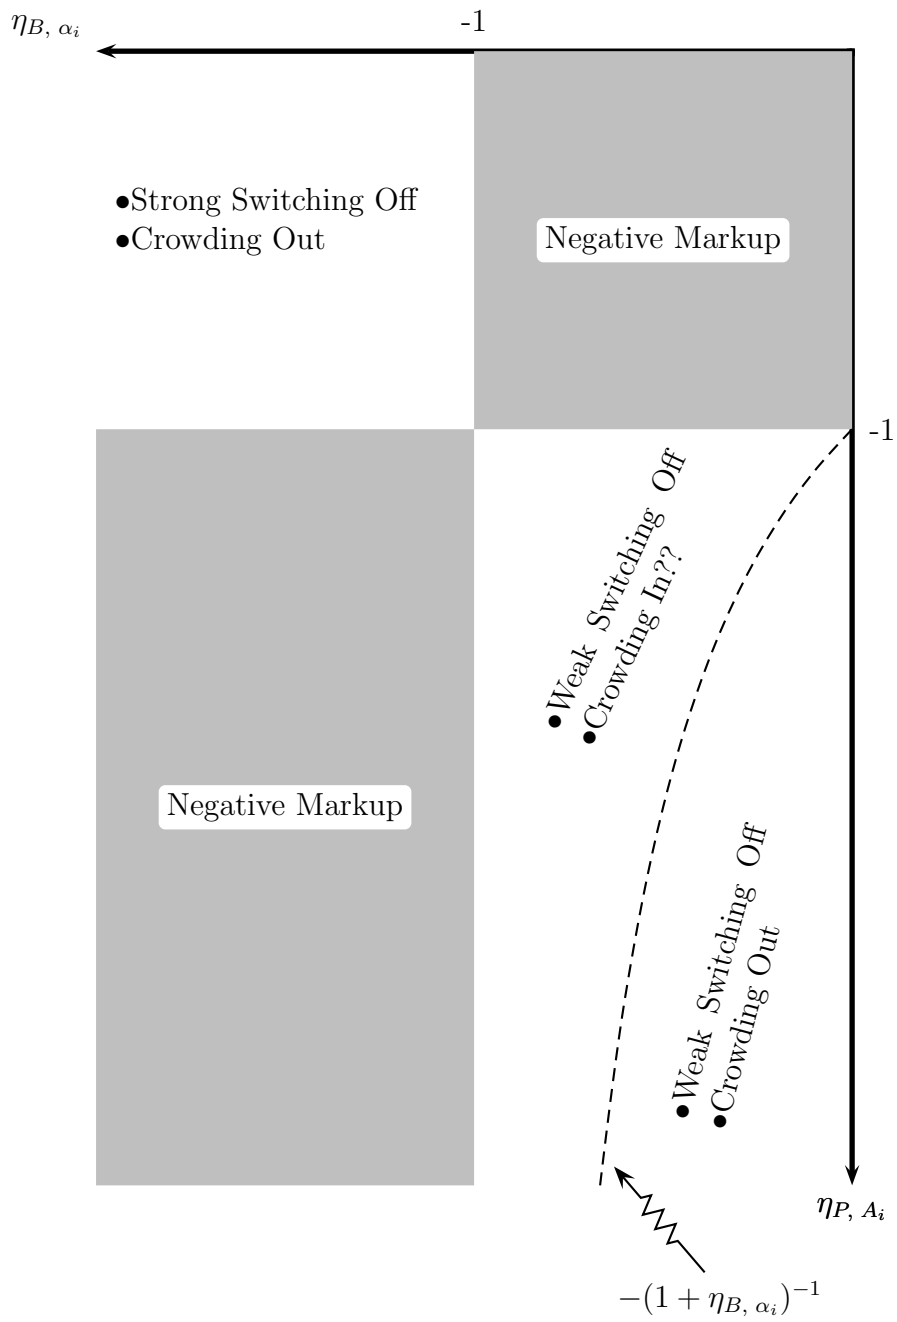 η_{B, α_i}
-1
•Strong Switching Off
•Crowding Out
Negative Markup
-1
•Weak Switching Off
•Crowding In??
Negative Markup
•Weak Switching Off
•Crowding Out
η_{P, A_i}
−(1 + η_{B, α_i})^{−1}